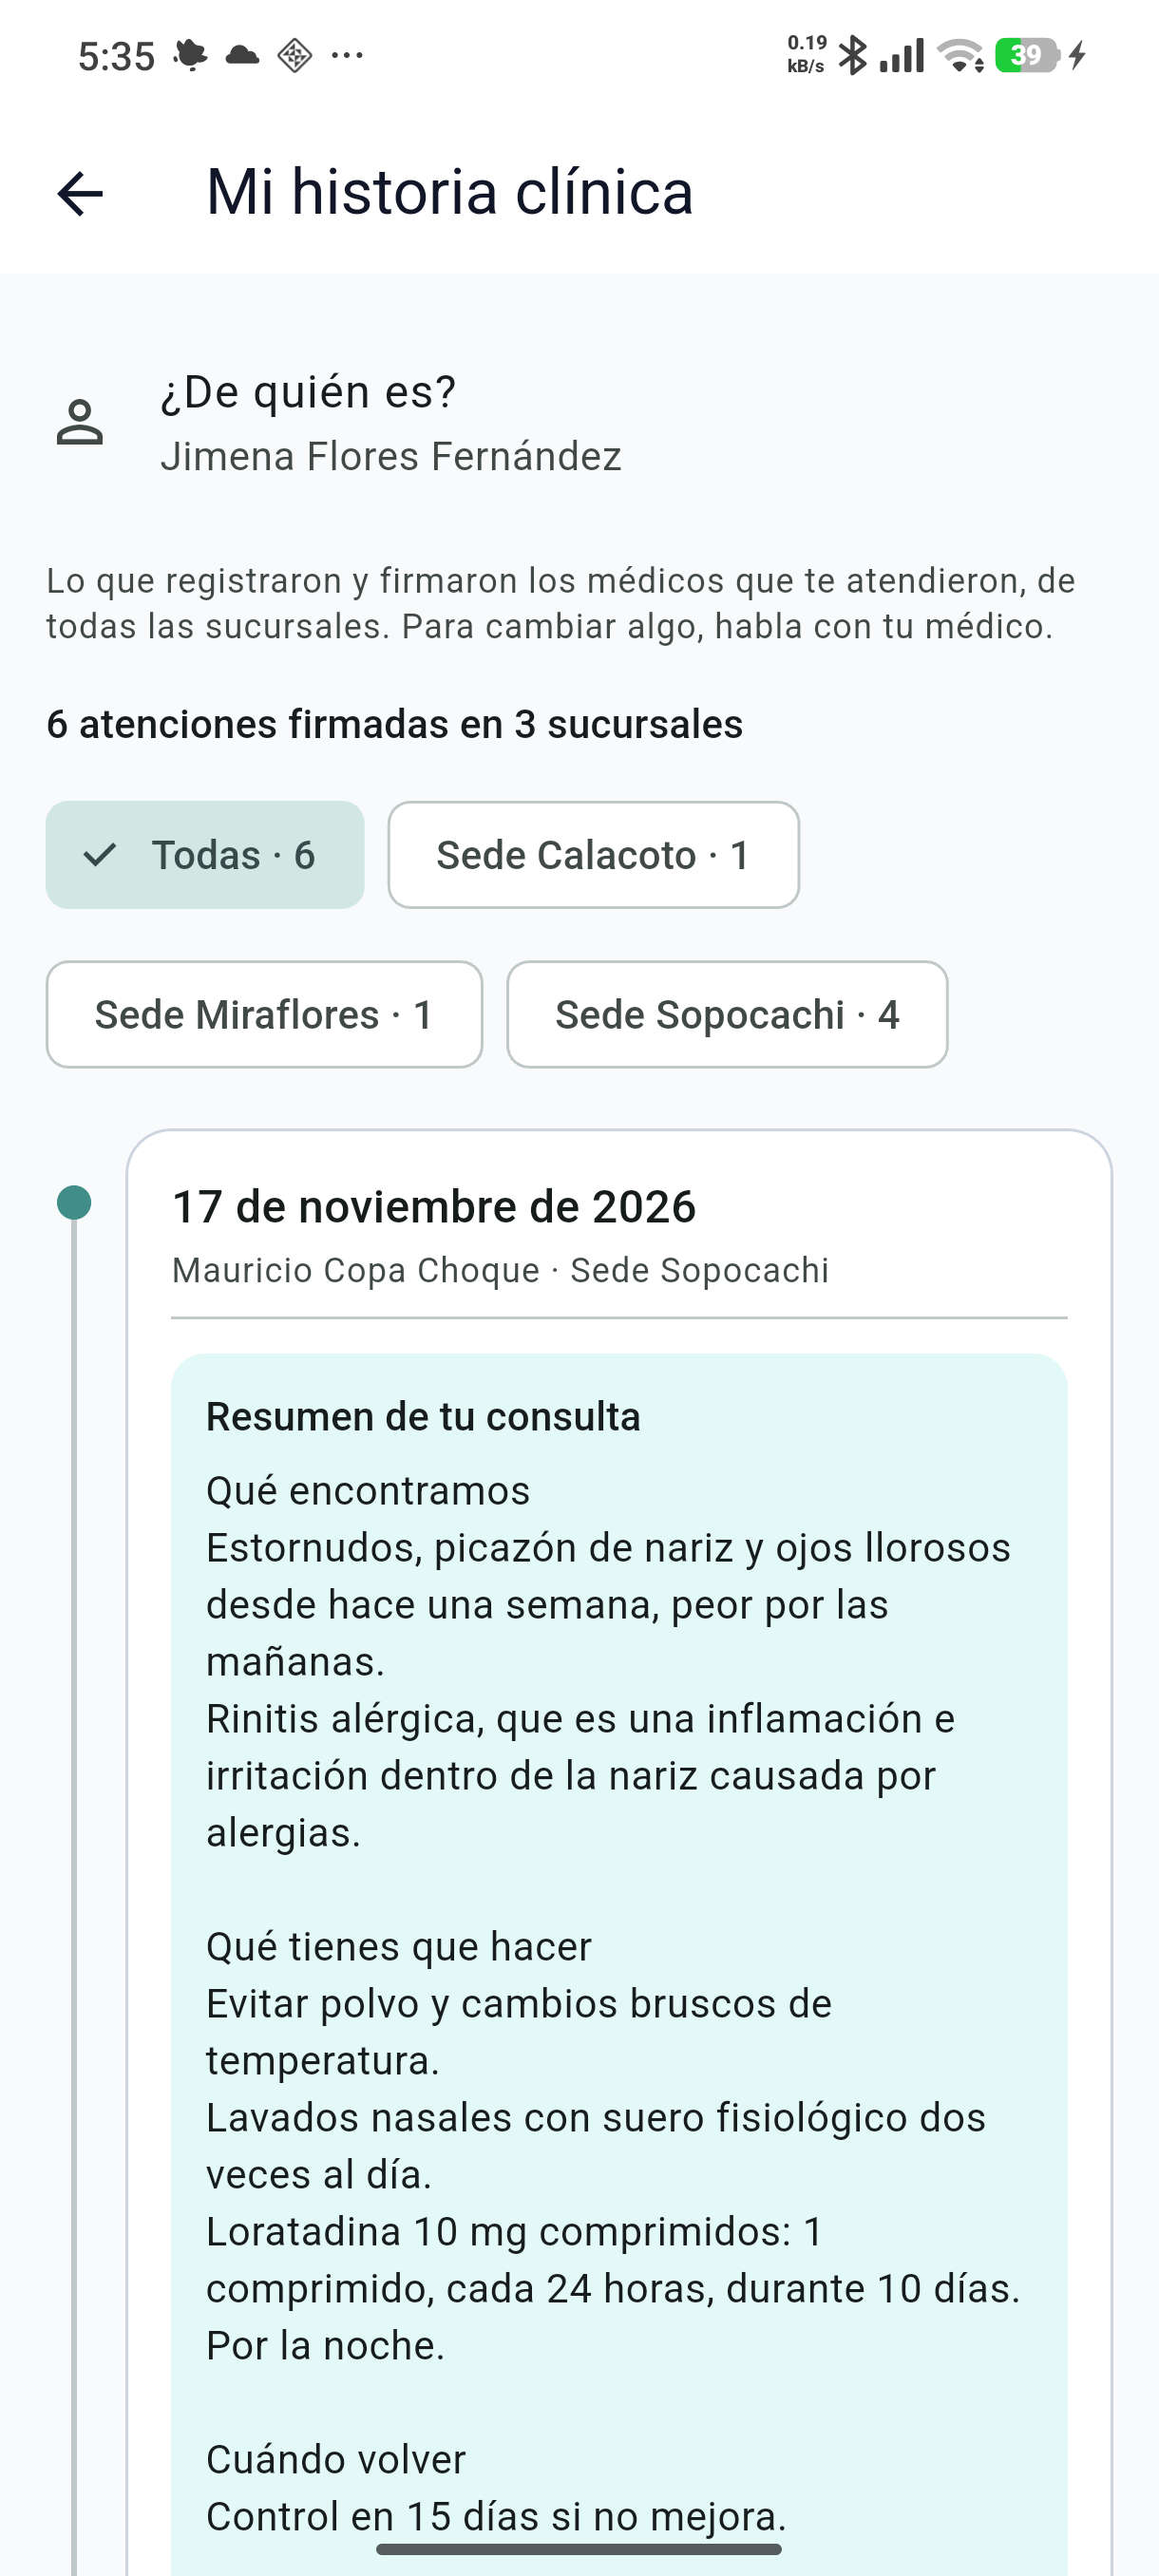 5:35
0.19
kB/s
39
Mi historia clínica
¿De quién es?
Jimena Flores Fernández
Lo que registraron y firmaron los médicos que te atendieron, de
todas las sucursales. Para cambiar algo, habla con tu médico.
6 atenciones firmadas en 3 sucursales
Todas · 6
Sede Calacoto · 1
Sede Miraflores · 1
Sede Sopocachi · 4
17 de noviembre de 2026
Mauricio Copa Choque · Sede Sopocachi
Resumen de tu consulta
Qué encontramos
Estornudos, picazón de nariz y ojos llorosos
desde hace una semana, peor por las
mañanas.
Rinitis alérgica, que es una inflamación e
irritación dentro de la nariz causada por
alergias.
Qué tienes que hacer
Evitar polvo y cambios bruscos de
temperatura.
Lavados nasales con suero fisiológico dos
veces al día.
Loratadina 10 mg comprimidos: 1
comprimido, cada 24 horas, durante 10 días.
Por la noche.
Cuándo volver
Control en 15 días si no mejora.